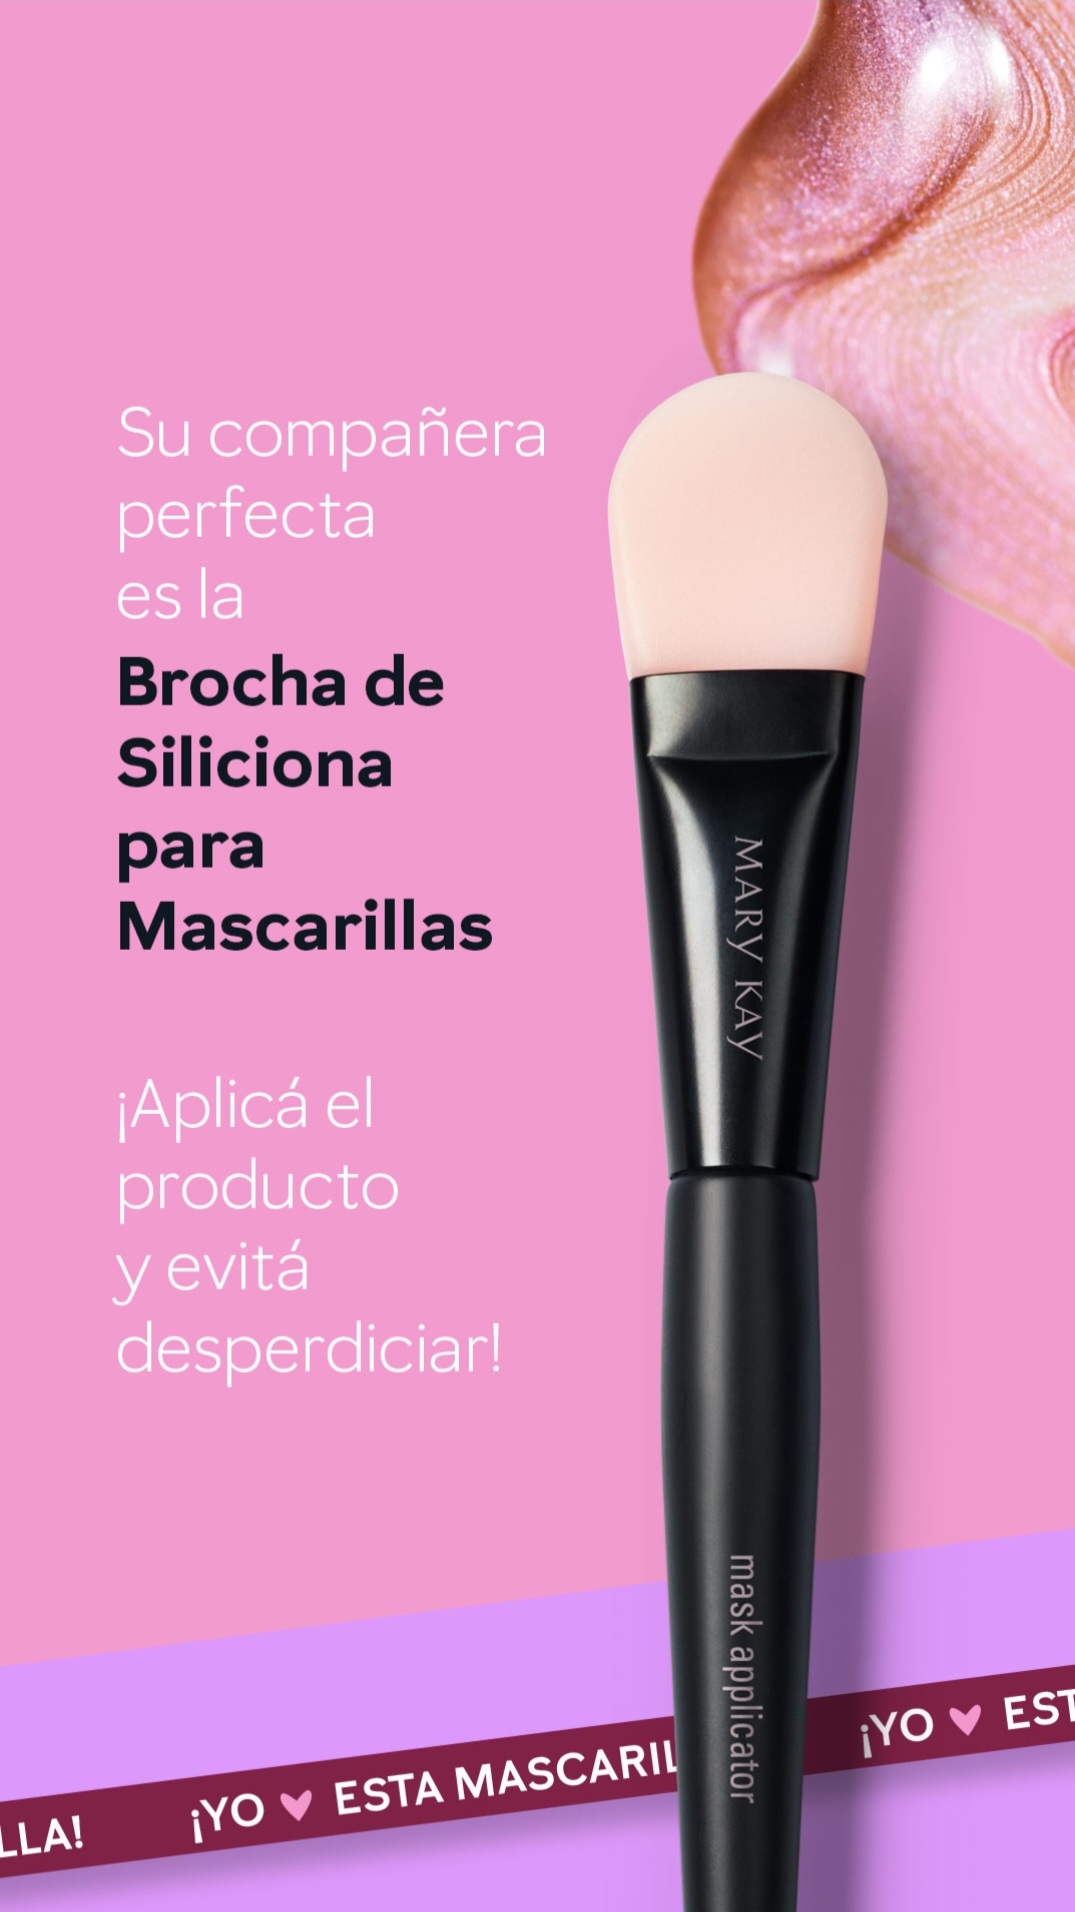 Su compañera
perfecta
es la
Brocha de
Siliciona
para
Mascarillas
¡Aplicá el
producto
y evitá
desperdiciar!
MARY KAY
mask applicator
LLA! ¡YO ESTA MASCARIL ¡YO EST